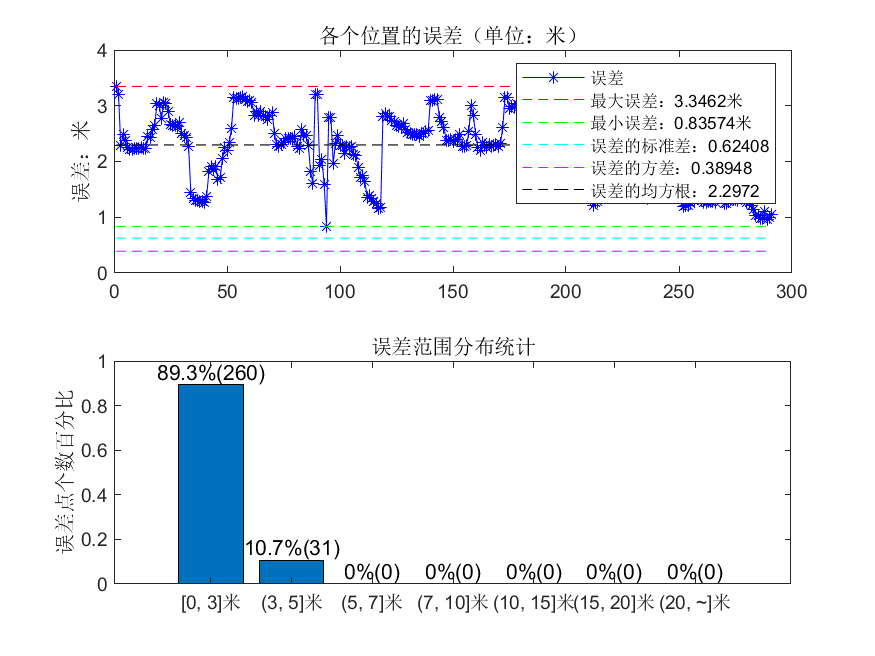 各个位置的误差（单位：米）
4
3
2
1
0
误差：米
误差
最大误差：3.3462米
最小误差：0.83574米
误差的标准差：0.62408
误差的方差：0.38948
误差的均方根：2.2972
0 50 100 150 200 250 300
误差范围分布统计
1
0.8
0.6
0.4
0.2
0
误差点个数百分比
89.3%(260)
10.7%(31)
0%(0) 0%(0) 0%(0) 0%(0) 0%(0)
[0, 3]米 (3, 5]米 (5, 7]米 (7, 10]米 (10, 15]米 (15, 20]米 (20, ~]米